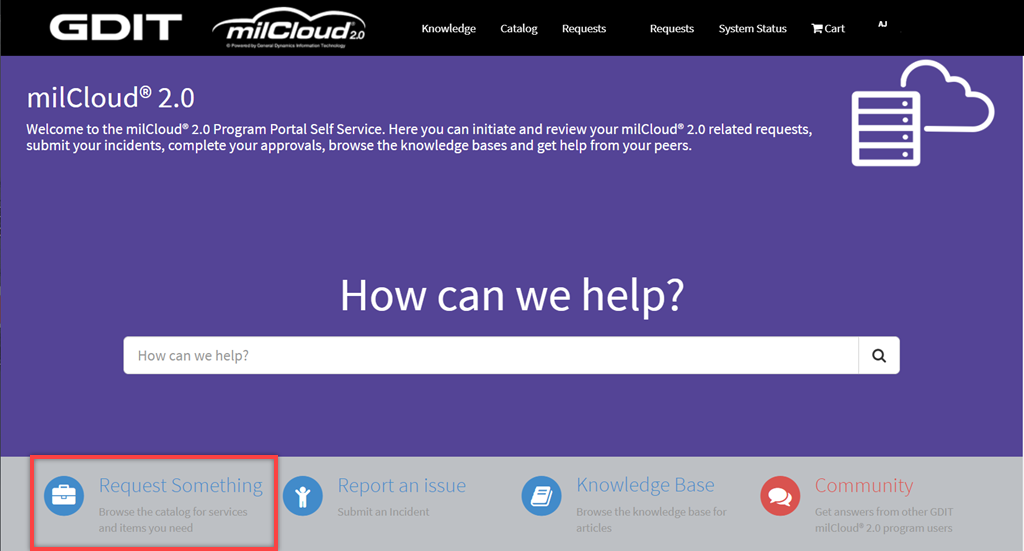 GDIT
milCloud® 2.0
® Powered by General Dynamics Information Technology
Knowledge Catalog Requests Requests System Status Cart AJ
milCloud® 2.0
Welcome to the milCloud® 2.0 Program Portal Self Service. Here you can initiate and review your milCloud® 2.0 related requests,
submit your incidents, complete your approvals, browse the knowledge bases and get help from your peers.
How can we help?
How can we help?
Request Something
Browse the catalog for services
and items you need
Report an issue
Submit an Incident
Knowledge Base
Browse the knowledge base for
articles
Community
Get answers from other GDIT
milCloud® 2.0 program users